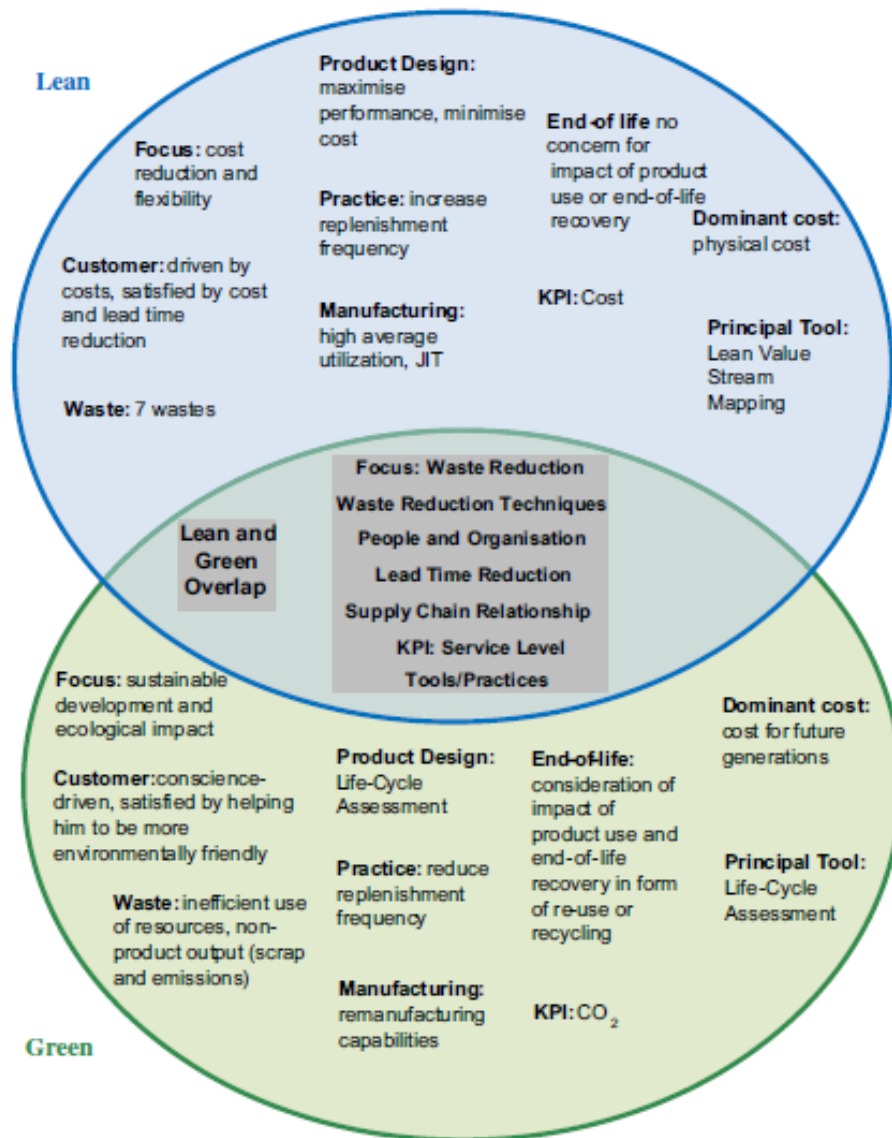 Lean
Product Design:
maximise
performance, minimise
cost
Focus: cost
reduction and
flexibility
End-of life no
concern for
impact of product
use or end-of-life
recovery
Practice: increase
replenishment
frequency
Dominant cost:
physical cost
Customer: driven by
costs, satisfied by cost
and lead time
reduction
Manufacturing:
high average
utilization, JIT
KPI: Cost
Principal Tool:
Lean Value
Stream
Mapping
Waste: 7 wastes
Lean and
Green
Overlap
Focus: Waste Reduction
Waste Reduction Techniques
People and Organisation
Lead Time Reduction
Supply Chain Relationship
KPI: Service Level
Tools/Practices
Focus: sustainable
development and
ecological impact
Dominant cost:
cost for future
generations
Customer:conscience-
driven, satisfied by helping
him to be more
environmentally friendly
Product Design:
Life-Cycle
Assessment
End-of-life:
consideration of
impact of
product use and
end-of-life
recovery in form
of re-use or
recycling
Practice: reduce
replenishment
frequency
Principal Tool:
Life-Cycle
Assessment
Waste: inefficient use
of resources, non-
product output (scrap
and emissions)
Manufacturing:
remanufacturing
capabilities
KPI: CO₂
Green